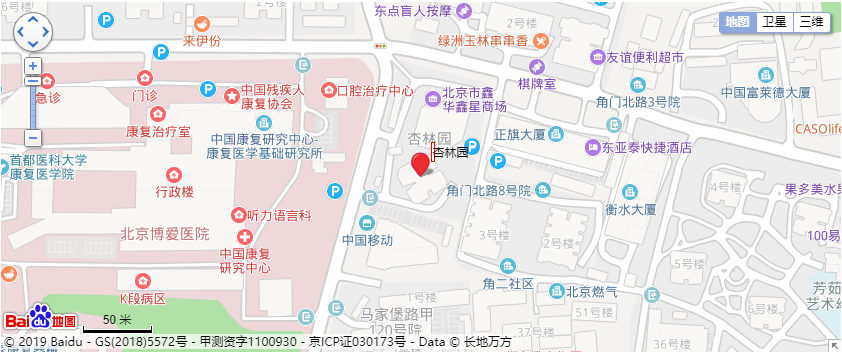 东点盲人按摩
2号楼
1号楼
地图 卫星 三维
来伊份
绿洲玉林串串香
友谊便利超市
棋牌室
急诊
门诊
中国残疾人
康复协会
口腔治疗中心
北京市鑫
华鑫星商场
角门北路3号院
中国富莱德大厦
康复治疗室
中国康复研究中心-
康复医学基础研究所
杏林园
正旗大厦
CASOlife
首都医科大学
康复医学院
杏林园
东亚泰快捷酒店
行政楼
角门北路8号院
4号楼
果多美水果
衡水大厦
听力语言科
北京博爱医院
中国移动
3号楼
2号楼
100易
中国康复
研究中心
5号楼
角二社区
K段病区
1号楼
北京燃气
6号楼
芳茹
艺术幼
马家堡路甲
120号院
Bai du 地图
50 米
© 2019 Baidu - GS(2018)5572号 - 甲测资字1100930 - 京ICP证030173号 - Data © 长地万方